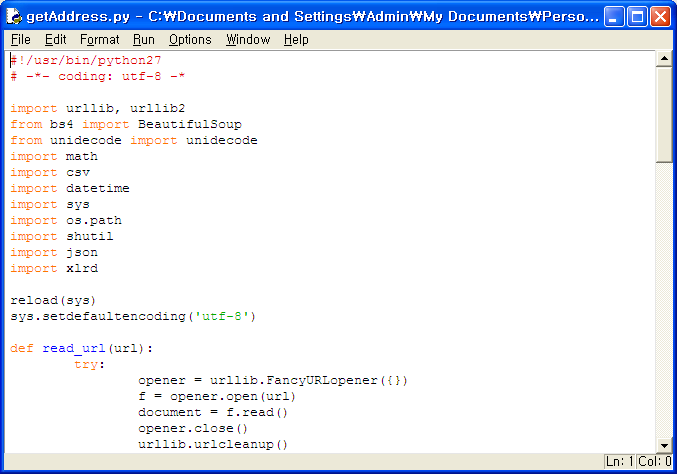 getAddress.py - C:₩Documents and Settings₩Admin₩My Documents₩Perso...
File Edit Format Run Options Window Help
#!/usr/bin/python27
# -*- coding: utf-8 -*

import urllib, urllib2
from bs4 import BeautifulSoup
from unidecode import unidecode
import math
import csv
import datetime
import sys
import os.path
import shutil
import json
import xlrd

reload(sys)
sys.setdefaultencoding('utf-8')

def read_url(url):
        try:
                opener = urllib.FancyURLopener({})
                f = opener.open(url)
                document = f.read()
                opener.close()
                urllib.urlcleanup()
Ln: 1 Col: 0